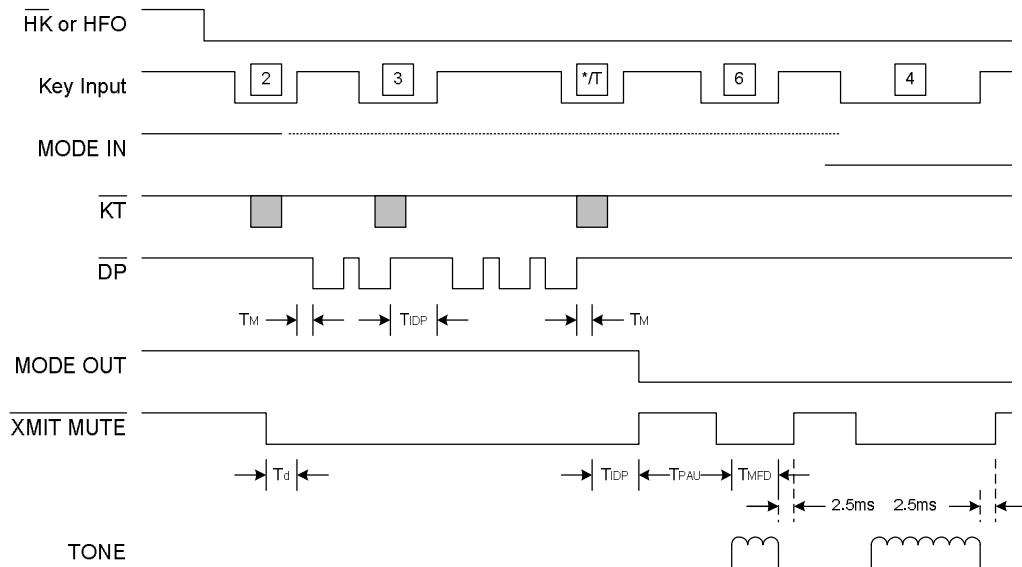 HK or HFO
Key Input 2 3 */T 6 4
MODE IN
KT
DP
TM TIDP TM
MODE OUT
XMIT MUTE
Td TIDP TPAU TMFD
2.5ms 2.5ms
TONE